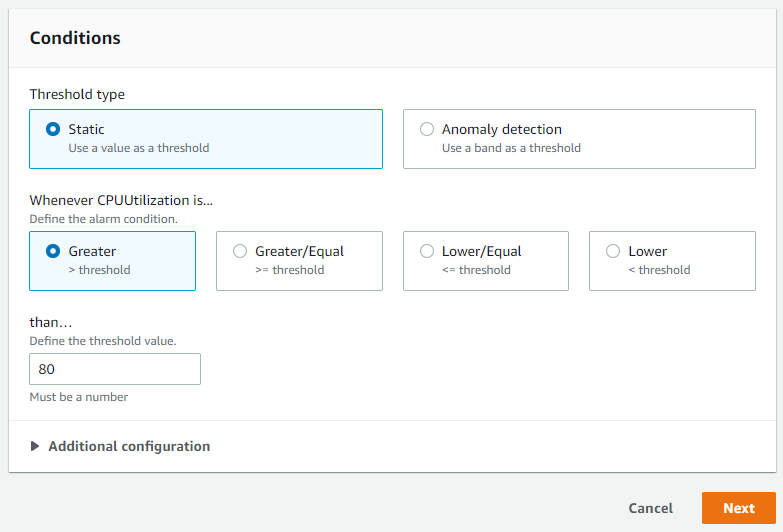 Conditions
Threshold type
Static
Use a value as a threshold
Anomaly detection
Use a band as a threshold
Whenever CPUUtilization is...
Define the alarm condition.
Greater
> threshold
Greater/Equal
>= threshold
Lower/Equal
<= threshold
Lower
< threshold
than…
Define the threshold value.
80
Must be a number
Additional configuration
Cancel
Next